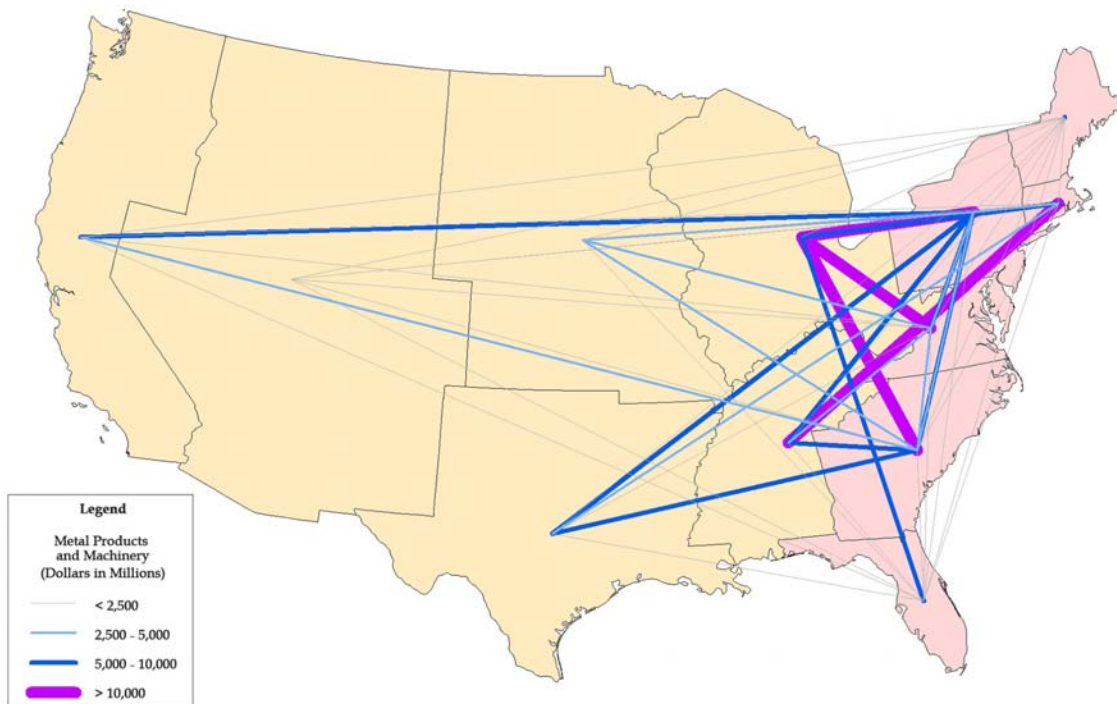 Legend
Metal Products
and Machinery
(Dollars in Millions)
< 2,500
2,500 - 5,000
5,000 - 10,000
> 10,000